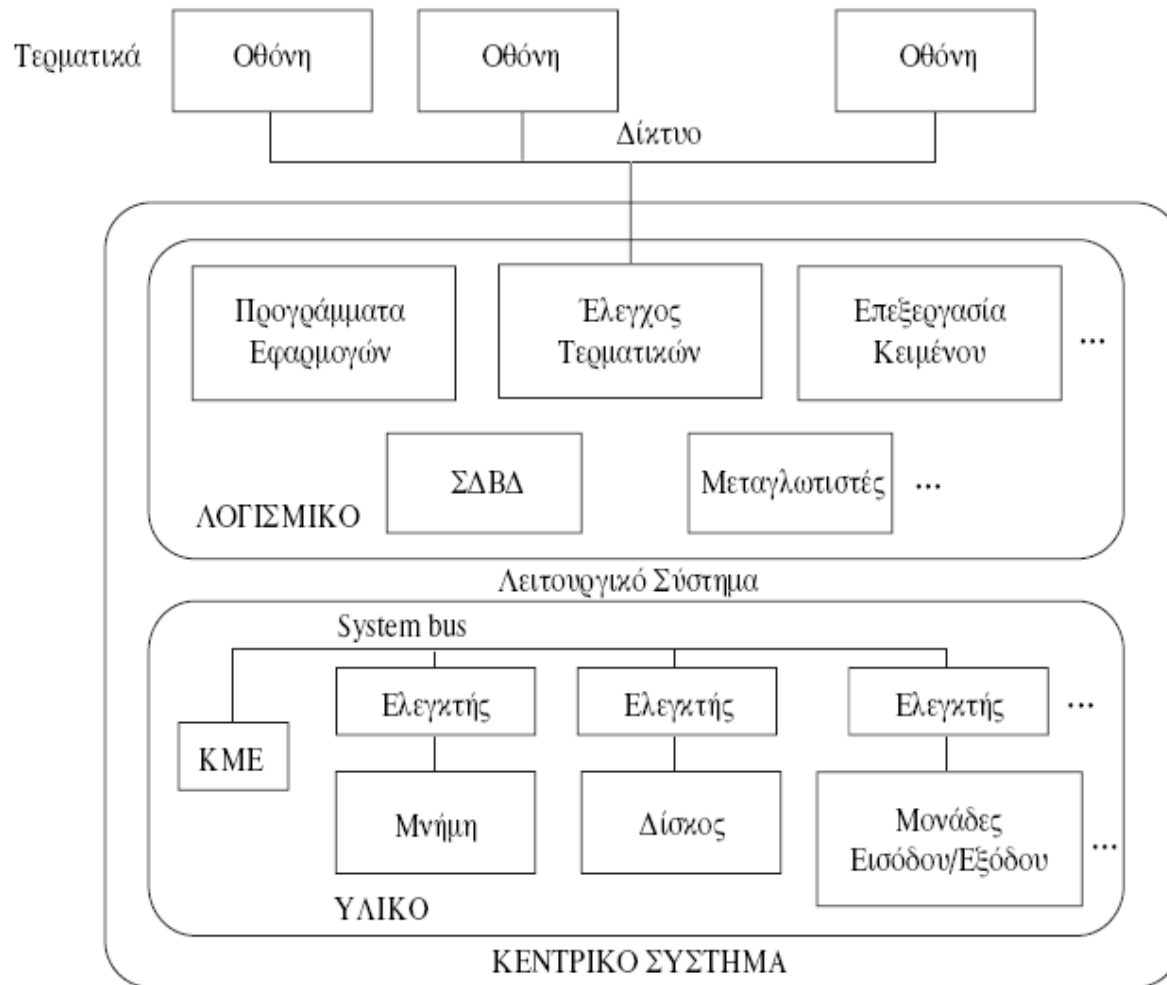 Τερματικά
Οθόνη
Οθόνη
Οθόνη
Δίκτυο
Προγράμματα
Εφαρμογών
Έλεγχος
Τερματικών
Επεξεργασία
Κειμένου
...
ΣΔΒΔ
Μεταγλωτιστές
...
ΛΟΓΙΣΜΙΚΟ
Λειτουργικό Σύστημα
System bus
Ελεγκτής
Ελεγκτής
Ελεγκτής
...
ΚΜΕ
Μνήμη
Δίσκος
Μονάδες
Εισόδου/Εξόδου
...
ΥΛΙΚΟ
ΚΕΝΤΡΙΚΟ ΣΥΣΤΗΜΑ